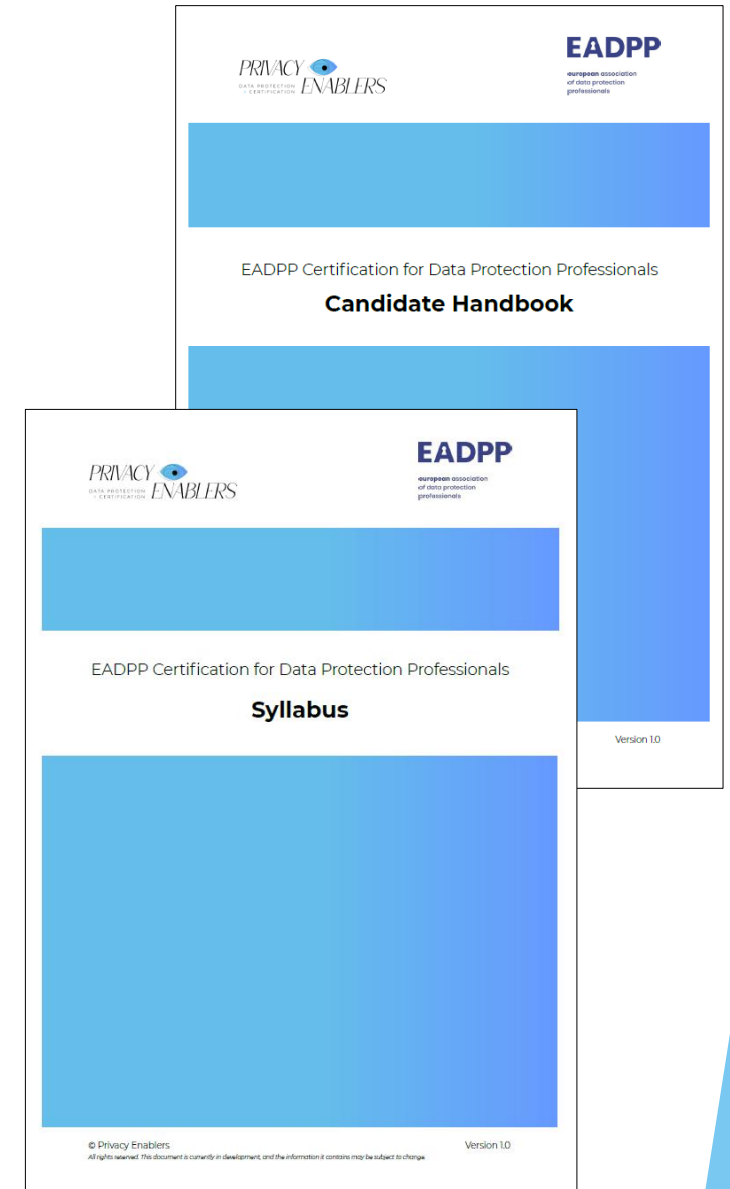 PRIVACY
DATA PROTECTION
+ CERTIFICATION
ENABLERS
EADPP
european association
of data protection
professionals
EADPP Certification for Data Protection Professionals
Candidate Handbook
Version 1.0
PRIVACY
DATA PROTECTION
+ CERTIFICATION
ENABLERS
EADPP
european association
of data protection
professionals
EADPP Certification for Data Protection Professionals
Syllabus
© Privacy Enablers
Version 1.0
All rights reserved. This document is currently in development, and the information it contains may be subject to change.